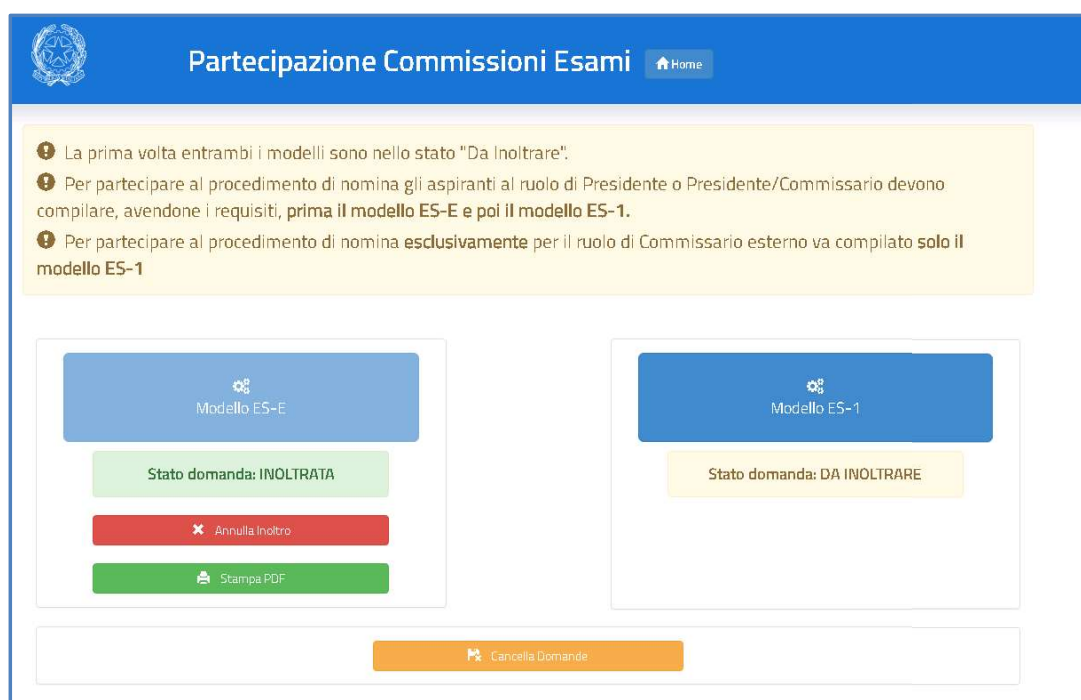 Partecipazione Commissioni Esami Home
La prima volta entrambi i modelli sono nello stato "Da Inoltrare".
Per partecipare al procedimento di nomina gli aspiranti al ruolo di Presidente o Presidente/Commissario devono
compilare, avendone i requisiti, prima il modello ES-E e poi il modello ES-1.
Per partecipare al procedimento di nomina esclusivamente per il ruolo di Commissario esterno va compilato solo il
modello ES-1
Modello ES-E
Stato domanda: INOLTRATA
Annulla Inoltro
Stampa PDF
Modello ES-1
Stato domanda: DA INOLTRARE
Cancella Domande